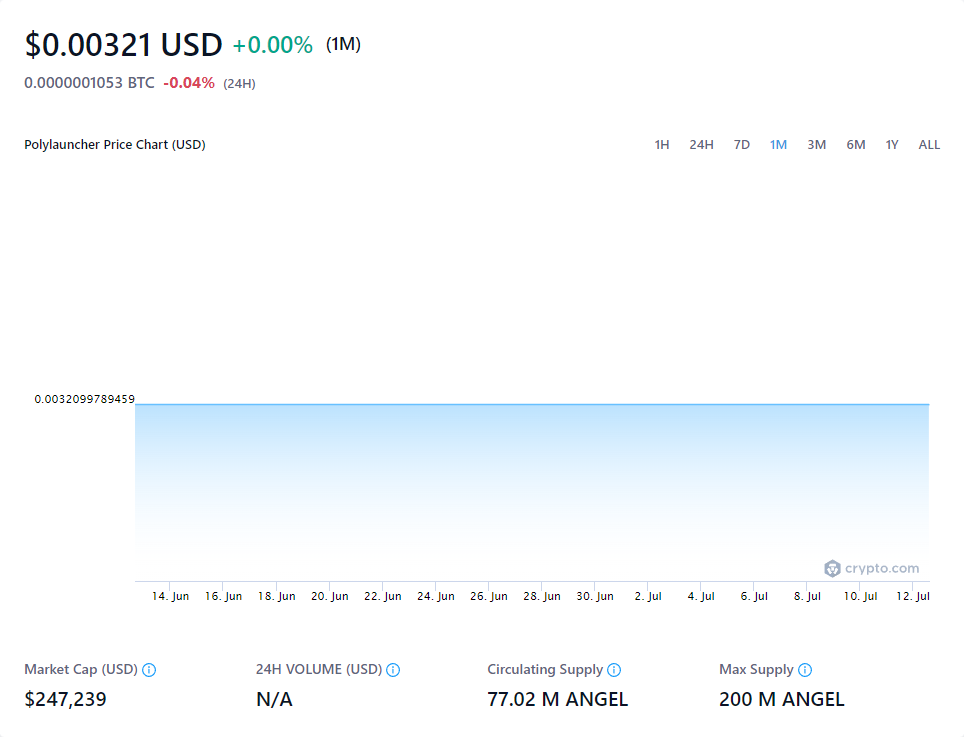 $0.00321 USD +0.00% (1M)
0.0000001053 BTC -0.04% (24H)
Polylauncher Price Chart (USD)
1H 24H 7D 1M 3M 6M 1Y ALL
0.0032099789459
crypto.com
14. Jun 16. Jun 18. Jun 20. Jun 22. Jun 24. Jun 26. Jun 28. Jun 30. Jun 2. Jul 4. Jul 6. Jul 8. Jul 10. Jul 12. Jul
Market Cap (USD) 24H VOLUME (USD) Circulating Supply Max Supply
$247,239 N/A 77.02 M ANGEL 200 M ANGEL